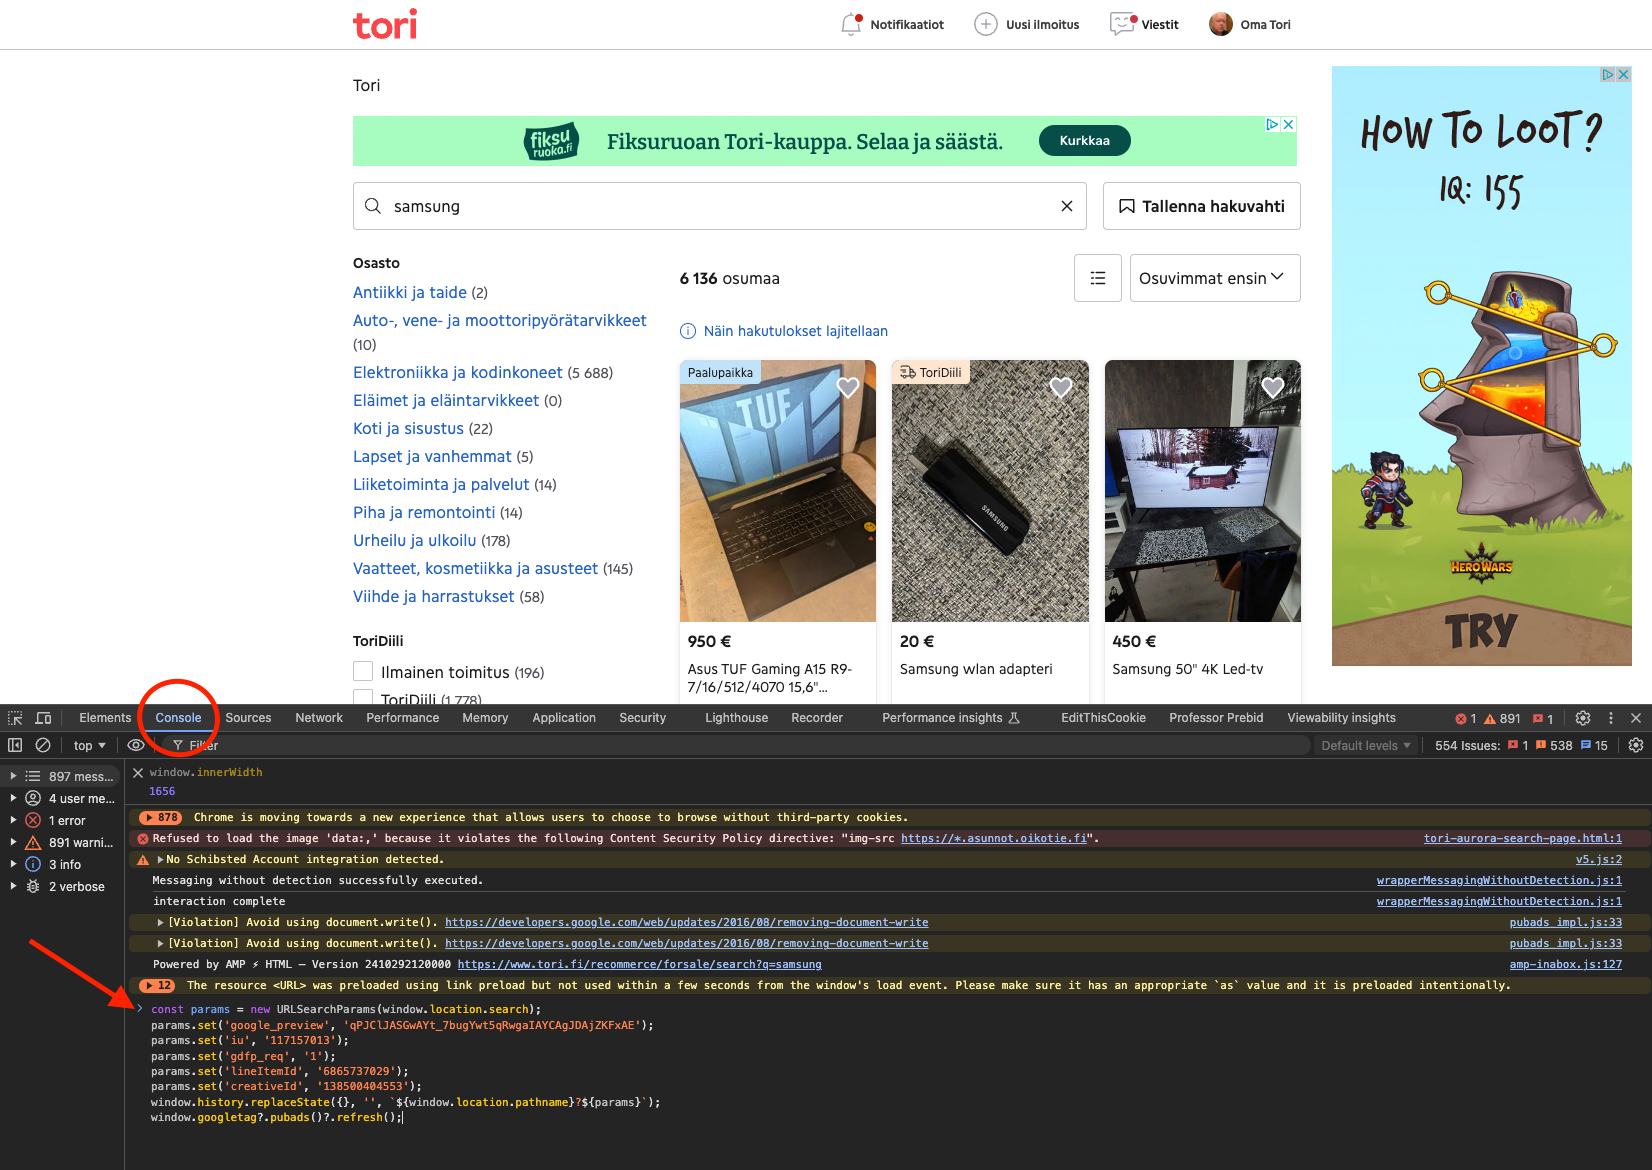 tori
Notifikaatiot
Uusi ilmoitus
Viestit
Oma Tori
Tori
fiksu
ruoka.fi
Fiksuruoan Tori-kauppa. Selaa ja säästä.
Kurkkaa
samsung
Tallenna hakuvahti
HOW TO LOOT?
IQ: 155
HERO WARS
TRY
Osasto
Antiikki ja taide (2)
Auto-, vene- ja moottoripyörätarvikkeet
(10)
Elektroniikka ja kodinkoneet (5 688)
Eläimet ja eläintarvikkeet (0)
Koti ja sisustus (22)
Lapset ja vanhemmat (5)
Liiketoiminta ja palvelut (14)
Piha ja remontointi (14)
Urheilu ja ulkoilu (178)
Vaatteet, kosmetiikka ja asusteet (145)
Viihde ja harrastukset (58)
ToriDiili
Ilmainen toimitus (196)
ToriDiili (1 778)
6 136 osumaa
Osuvimmat ensin
Näin hakutulokset lajitellaan
Paalupaikka
TUF
950 €
Asus TUF Gaming A15 R9-
7/16/512/4070 15,6"...
ToriDiili
SAMSUNG
20 €
Samsung wlan adapteri
450 €
Samsung 50" 4K Led-tv
Elements Console Sources Network Performance Memory Application Security Lighthouse Recorder Performance insights EditThisCookie Professor Prebid Viewability insights 1 891 1
top Filter Default levels 554 Issues: 1 538 15
897 mess...
4 user me...
1 error
891 warni...
3 info
2 verbose
window.innerWidth
1656
878 Chrome is moving towards a new experience that allows users to choose to browse without third-party cookies.
Refused to load the image 'data:,' because it violates the following Content Security Policy directive: "img-src https://*.asunnot.oikotie.fi". tori-aurora-search-page.html:1
No Schibsted Account integration detected. v5.js:2
Messaging without detection successfully executed. wrapperMessagingWithoutDetection.js:1
interaction complete wrapperMessagingWithoutDetection.js:1
[Violation] Avoid using document.write(). https://developers.google.com/web/updates/2016/08/removing-document-write pubads_impl.js:33
[Violation] Avoid using document.write(). https://developers.google.com/web/updates/2016/08/removing-document-write pubads_impl.js:33
Powered by AMP ⚡ HTML – Version 2410292120000 https://www.tori.fi/recommerce/forsale/search?q=samsung amp-inabox.js:127
12 The resource <URL> was preloaded using link preload but not used within a few seconds from the window's load event. Please make sure it has an appropriate `as` value and it is preloaded intentionally.
const params = new URLSearchParams(window.location.search);
params.set('google_preview', 'qPJClJASGwAYt_7bugYwt5qRwgaIAYCAgJDAjZKFxAE');
params.set('iu', '117157013');
params.set('gdfp_req', '1');
params.set('lineItemId', '6865737029');
params.set('creativeId', '138500404553');
window.history.replaceState({}, '', `${window.location.pathname}?${params}`);
window.googletag?.pubads()?.refresh();